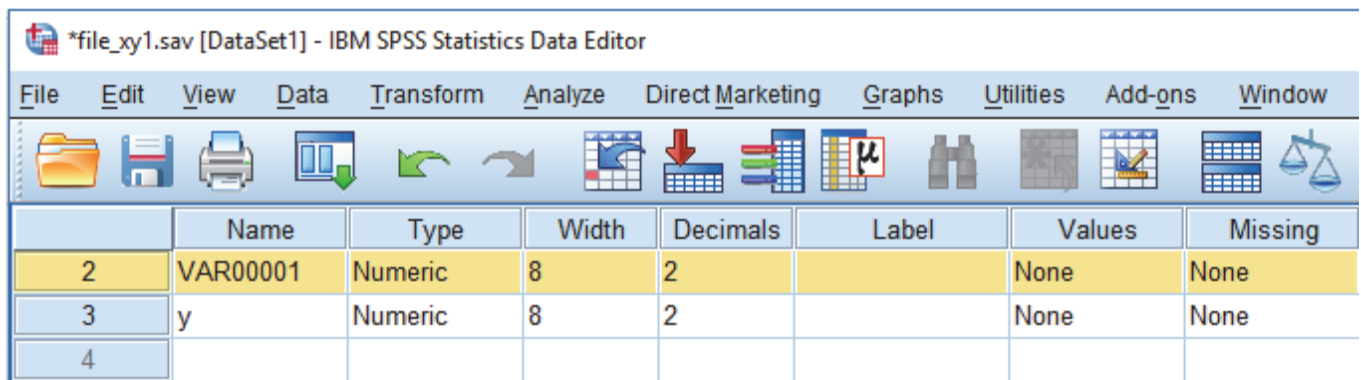 *file_xy1.sav [DataSet1] - IBM SPSS Statistics Data Editor
File Edit View Data Transform Analyze Direct Marketing Graphs Utilities Add-ons Window
μ
Name Type Width Decimals Label Values Missing
2 VAR00001 Numeric 8 2 None None
3 y Numeric 8 2 None None
4